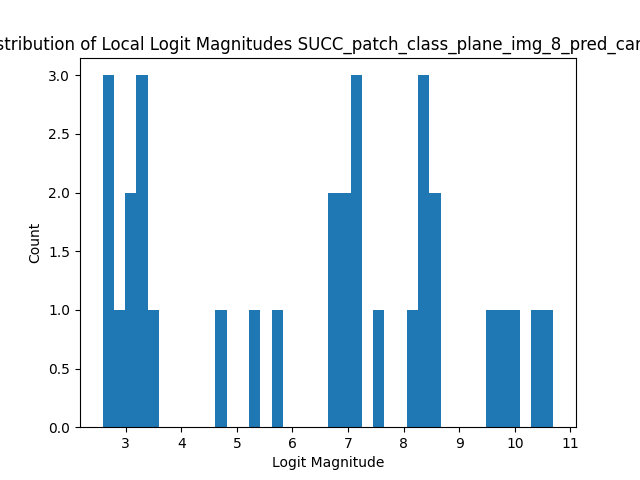 stribution of Local Logit Magnitudes SUCC_patch_class_plane_img_8_pred_car
3.0
2.5
2.0
1.5
1.0
0.5
0.0
Count
3 4 5 6 7 8 9 10 11
Logit Magnitude